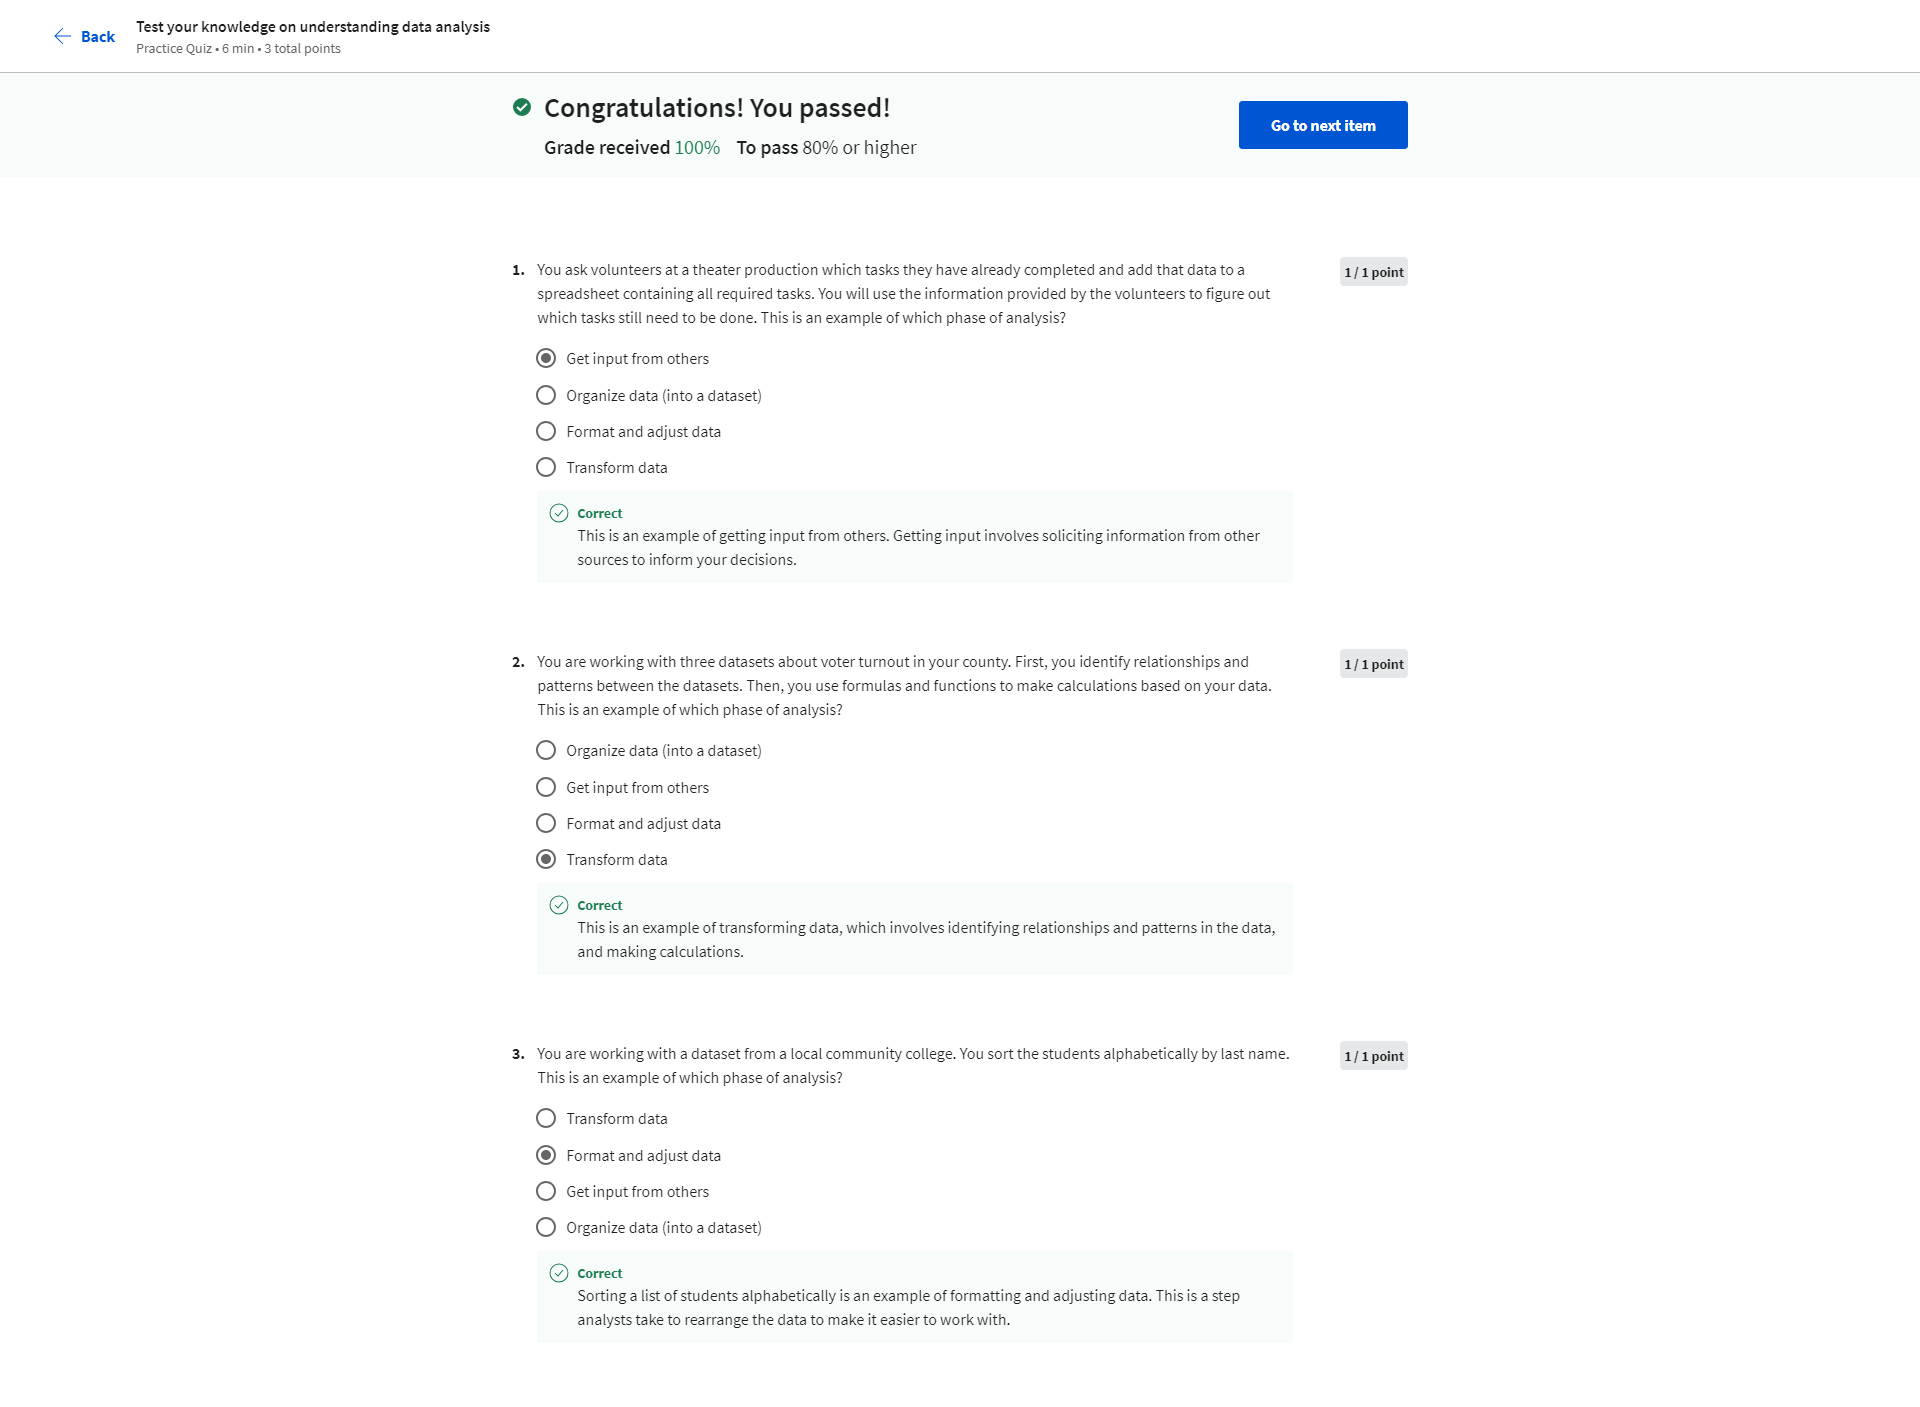 Back
Test your knowledge on understanding data analysis
Practice Quiz • 6 min • 3 total points
Congratulations! You passed!
Grade received 100% To pass 80% or higher
Go to next item
1. You ask volunteers at a theater production which tasks they have already completed and add that data to a
spreadsheet containing all required tasks. You will use the information provided by the volunteers to figure out
which tasks still need to be done. This is an example of which phase of analysis?
1 / 1 point
Get input from others
Organize data (into a dataset)
Format and adjust data
Transform data
Correct
This is an example of getting input from others. Getting input involves soliciting information from other
sources to inform your decisions.
2. You are working with three datasets about voter turnout in your county. First, you identify relationships and
patterns between the datasets. Then, you use formulas and functions to make calculations based on your data.
This is an example of which phase of analysis?
1 / 1 point
Organize data (into a dataset)
Get input from others
Format and adjust data
Transform data
Correct
This is an example of transforming data, which involves identifying relationships and patterns in the data,
and making calculations.
3. You are working with a dataset from a local community college. You sort the students alphabetically by last name.
This is an example of which phase of analysis?
1 / 1 point
Transform data
Format and adjust data
Get input from others
Organize data (into a dataset)
Correct
Sorting a list of students alphabetically is an example of formatting and adjusting data. This is a step
analysts take to rearrange the data to make it easier to work with.